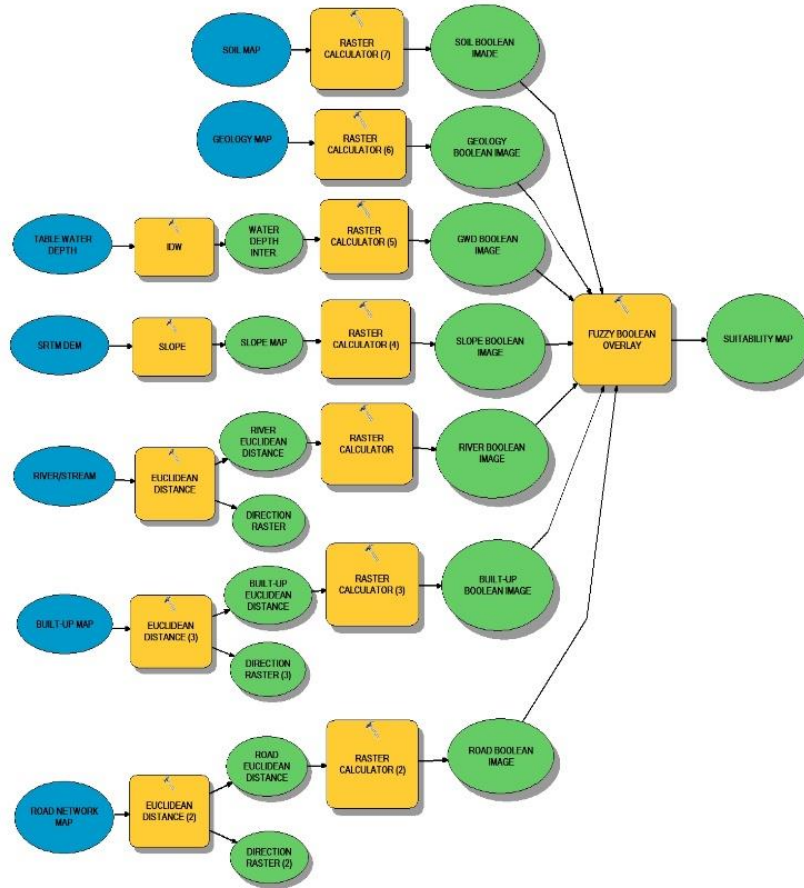 SOIL MAP
RASTER
CALCULATOR (7)
SOIL BOOLEAN
IMADE
GEOLOGY MAP
RASTER
CALCULATOR (6)
GEOLOGY
BOOLEAN IMAGE
TABLE WATER
DEPTH
IDW
WATER
DEPTH
INTER
RASTER
CALCULATOR (5)
GWD BOOLEAN
IMAGE
SRTM DEM
SLOPE
SLOPE MAP
RASTER
CALCULATOR (4)
SLOPE BOOLEAN
IMAGE
FUZZY BOOLEAN
OVERLAY
SUITABILITY MAP
RIVER/STREAM
EUCLIDEAN
DISTANCE
RIVER
EUCLIDEAN
DISTANCE
DIRECTION
RASTER
RASTER
CALCULATOR
RIVER BOOLEAN
IMAGE
BUILT-UP MAP
EUCLIDEAN
DISTANCE (3)
BUILT-UP
EUCLIDEAN
DISTANCE
DIRECTION
RASTER (3)
RASTER
CALCULATOR (3)
BUILT-UP
BOOLEAN IMAGE
ROAD NETWORK
MAP
EUCLIDEAN
DISTANCE (2)
ROAD
EUCLIDEAN
DISTANCE
DIRECTION
RASTER (2)
RASTER
CALCULATOR (2)
ROAD BOOLEAN
IMAGE